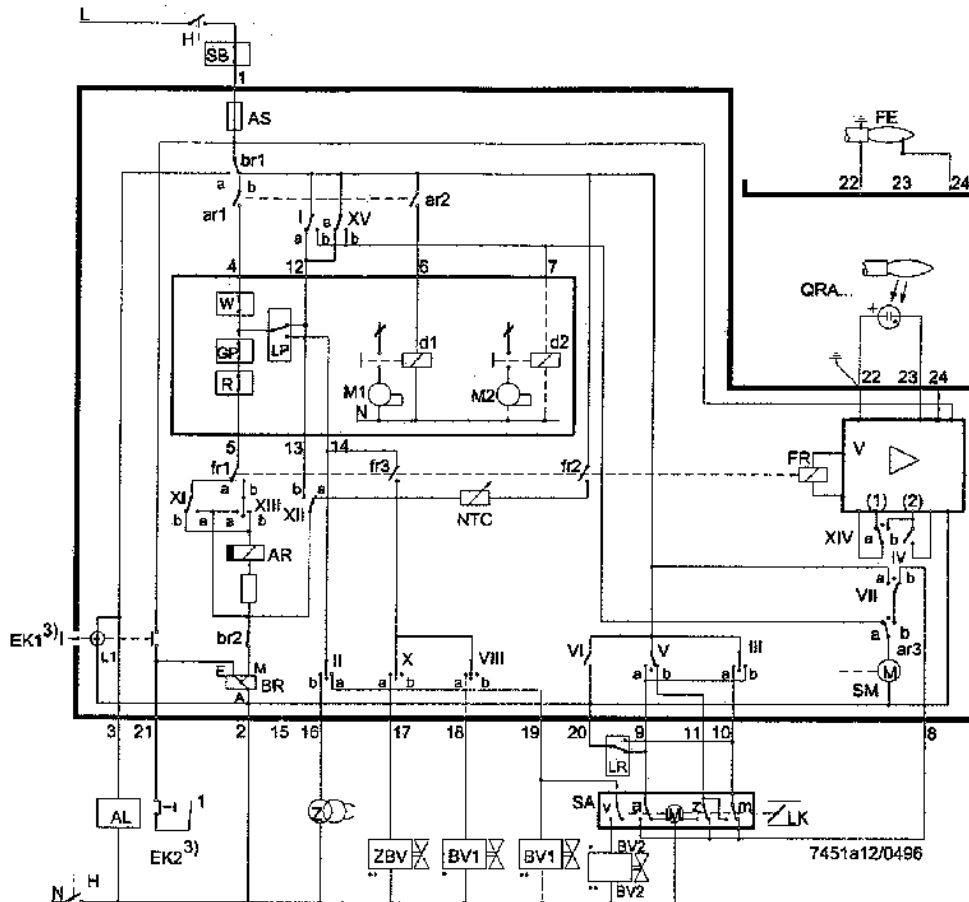 L
H
SB
1
AS
FE
br1
a b
22 23 24
ar1
ar2
I
a b
a XV
b b
4 12 6 7
QRA...
+
W
LP
d1
d2
GP
M1
M2
R
N
22 23 24
5 13 14
fr1
fr3
fr2
FR
V
XI
a b
b a
XIII
a b
b a
XII
NTC
(1) (2)
XIV
a b
IV
AR
a b
VII
a b
ar3
EK1 3)
L1
br2
E M
BR
A
II
b a
X
a b
VIII
a b
VI
V
a b
III
a b
M
SM
3 21 2 15 16 17 18 19 20 9 11 10 8
LR
AL
1
EK2 3)
Z
SA
v a M z m
LK
ZBV
BV1
BV1
BV2
BV2
7451a12/0496
N H